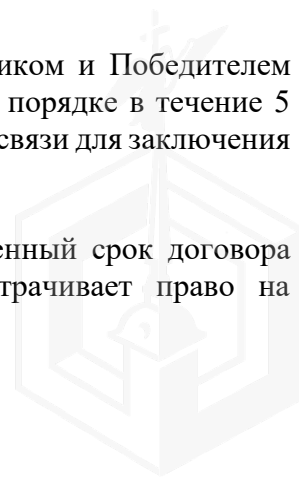 иком и Победителем
порядке в течение 5
связи для заключения
енный срок договора
трачивает право на